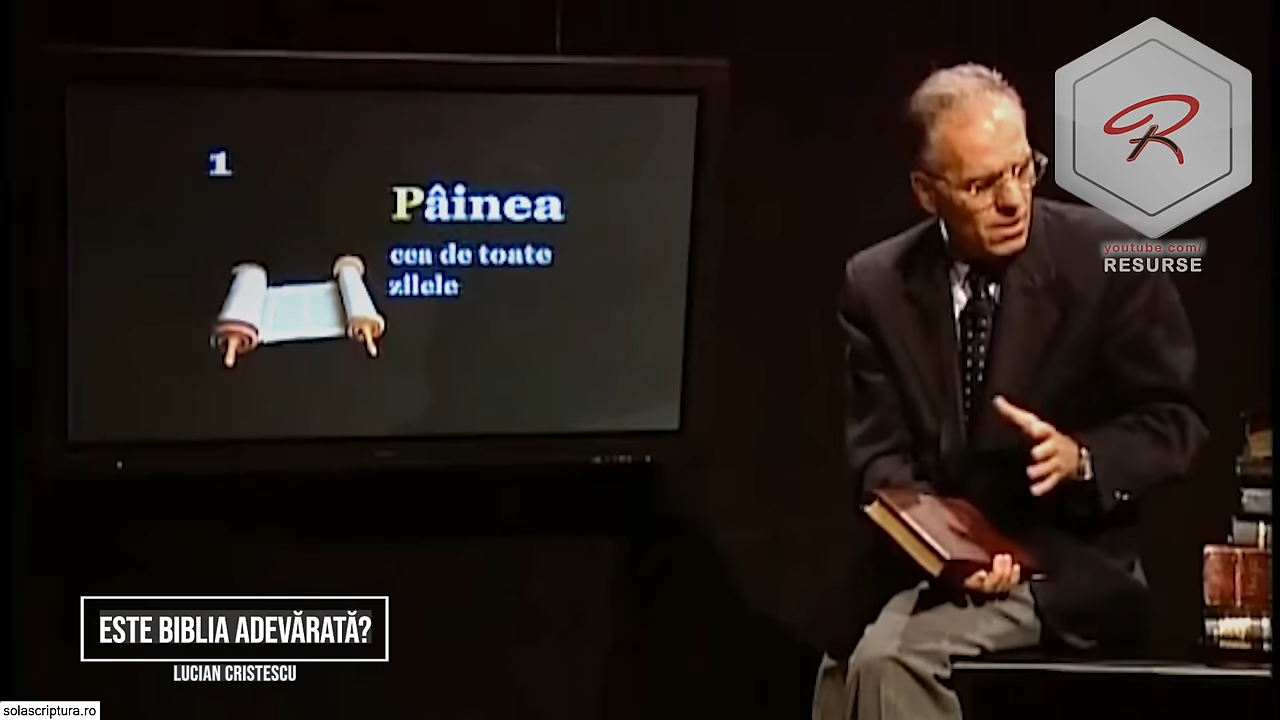 1
Pâinea
cea de toate
zilele
R
youtube.com/
RESURSE
ESTE BIBLIA ADEVĂRATĂ?
LUCIAN CRISTESCU
solascriptura.ro